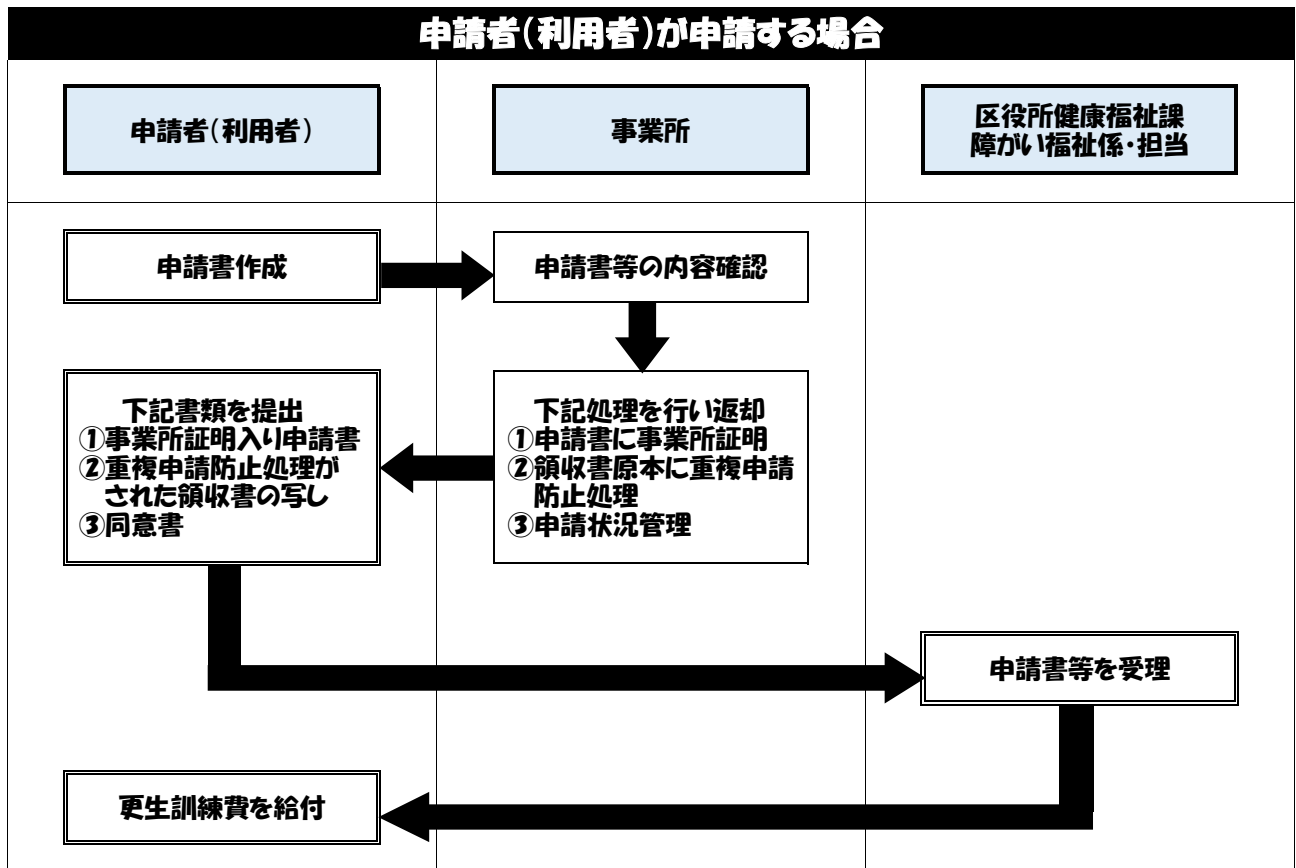 申請者(利用者)が申請する場合
申請者(利用者)
事業所
区役所健康福祉課
障がい福祉係・担当
申請書作成
申請書等の内容確認
下記書類を提出
①事業所証明入り申請書
②重複申請防止処理が
された領収書の写し
③同意書
下記処理を行い返却
①申請書に事業所証明
②領収書原本に重複申請
防止処理
③申請状況管理
申請書等を受理
更生訓練費を給付